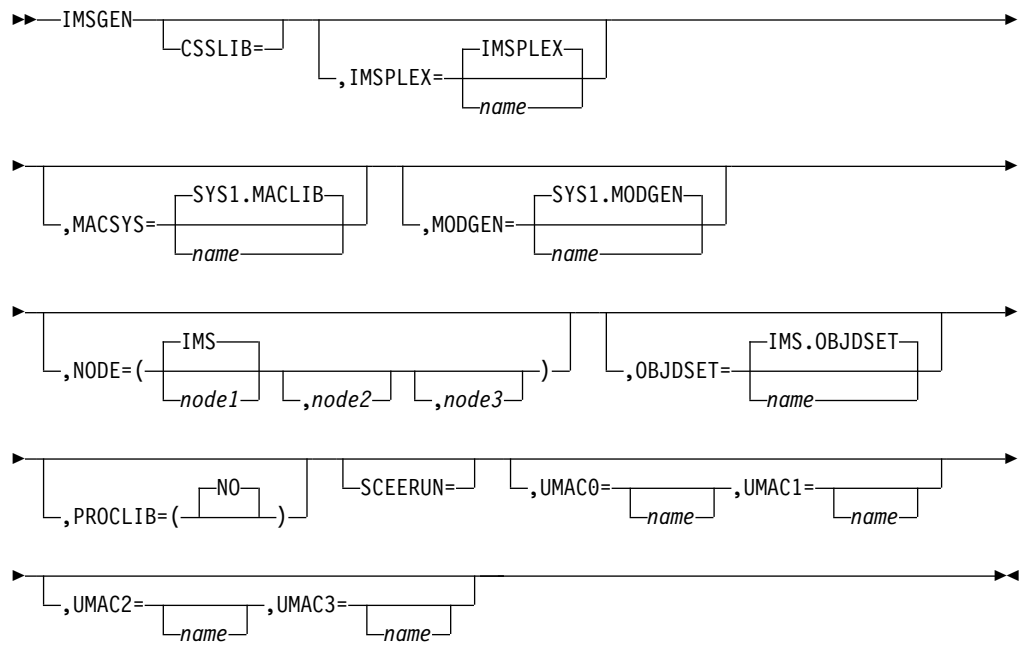 IMSGEN
CSSLIB=
,IMSPLEX=
IMSPLEX
name
,MACSYS=
SYS1.MACLIB
name
,MODGEN=
SYS1.MODGEN
name
,NODE=(
IMS
node1
,node2
,node3
)
,OBJDSET=
IMS.OBJDSET
name
,PROCLIB=(
NO
)
SCEERUN=
,UMAC0=
name
,UMAC1=
name
,UMAC2=
name
,UMAC3=
name